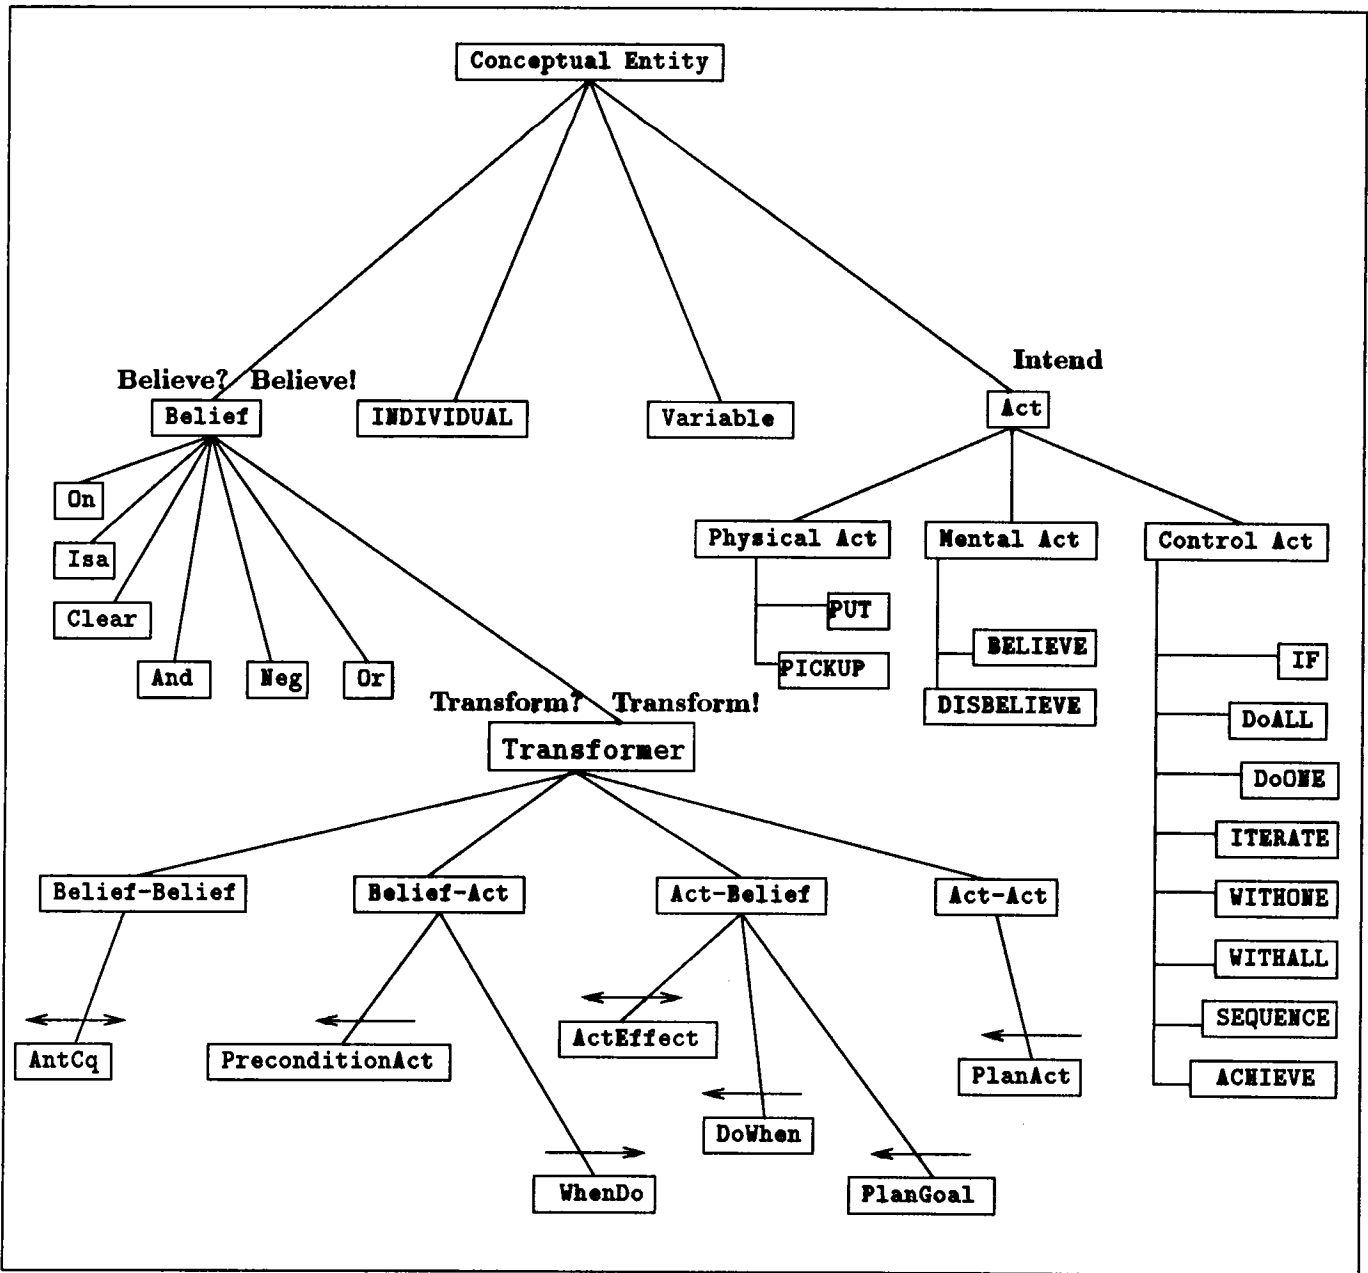 Conceptual Entity
Intend
Believe? Believe!
Belief
INDIVIDUAL
Variable
Act
On
Isa
Clear
And
Neg
Or
Physical Act
Mental Act
Control Act
PUT
PICKUP
BELIEVE
DISBELIEVE
IF
DoALL
DoONE
ITERATE
WITHONE
WITHALL
SEQUENCE
ACHIEVE
Transform? Transform!
Transformer
Belief-Belief
Belief-Act
Act-Belief
Act-Act
AntCq
PreconditionAct
ActEffect
PlanAct
DoWhen
WhenDo
PlanGoal